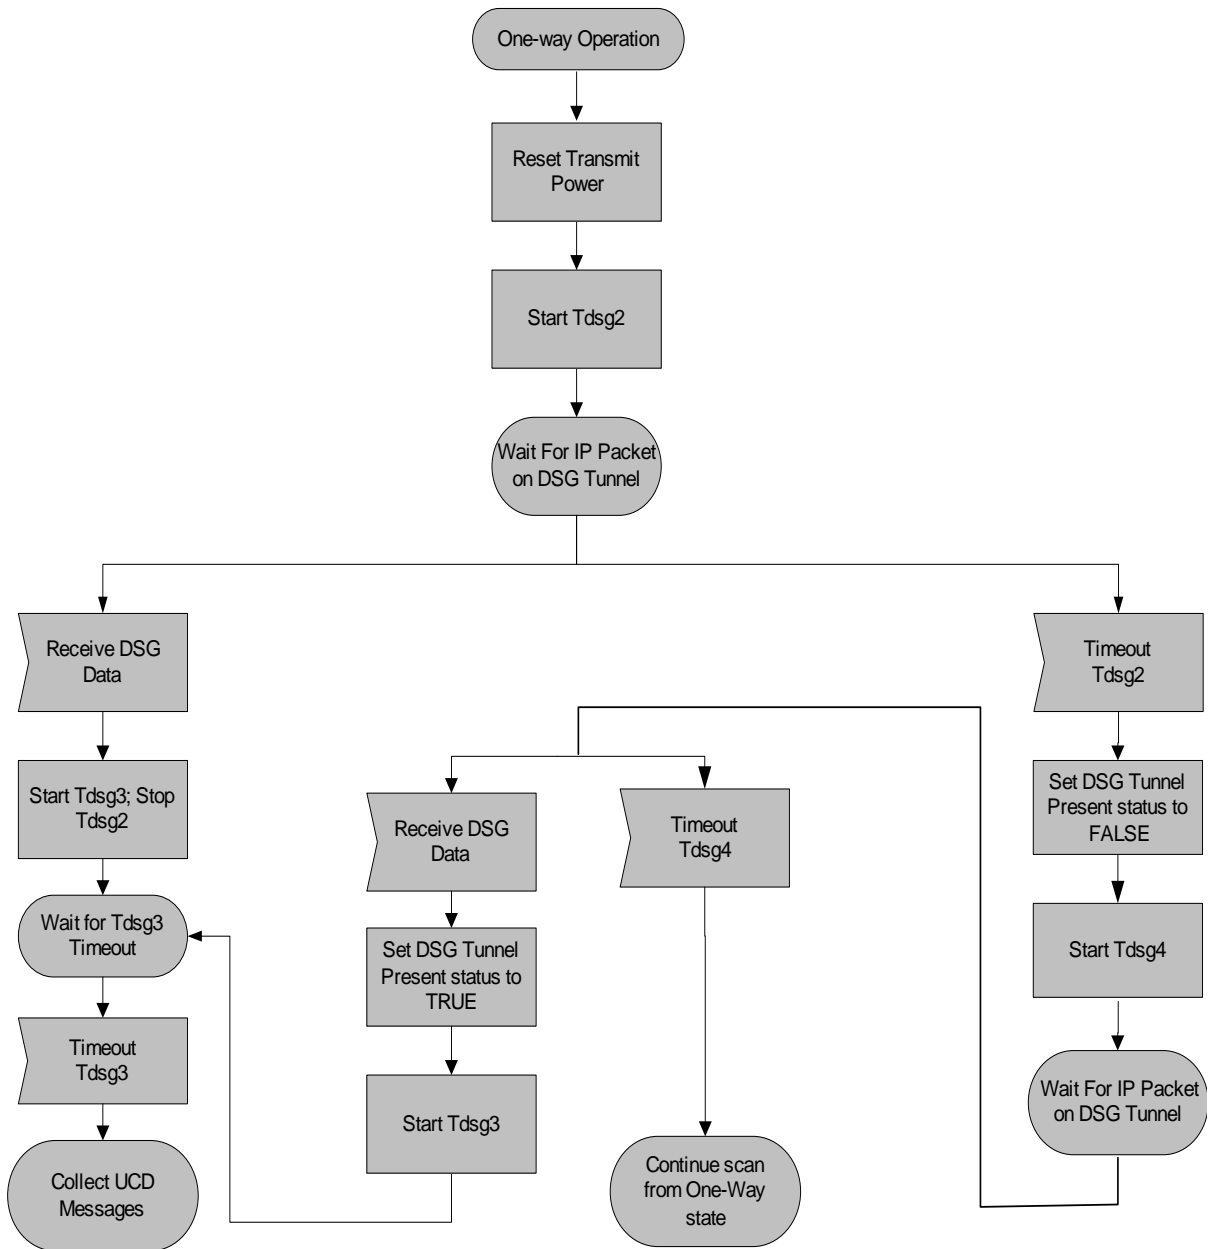 One-way Operation
Reset Transmit
Power
Start Tdsg2
Wait For IP Packet
on DSG Tunnel
Receive DSG
Data
Start Tdsg3; Stop
Tdsg2
Wait for Tdsg3
Timeout
Timeout
Tdsg3
Collect UCD
Messages
Receive DSG
Data
Set DSG Tunnel
Present status to
TRUE
Start Tdsg3
Timeout
Tdsg4
Continue scan
from One-Way
state
Timeout
Tdsg2
Set DSG Tunnel
Present status to
FALSE
Start Tdsg4
Wait For IP Packet
on DSG Tunnel